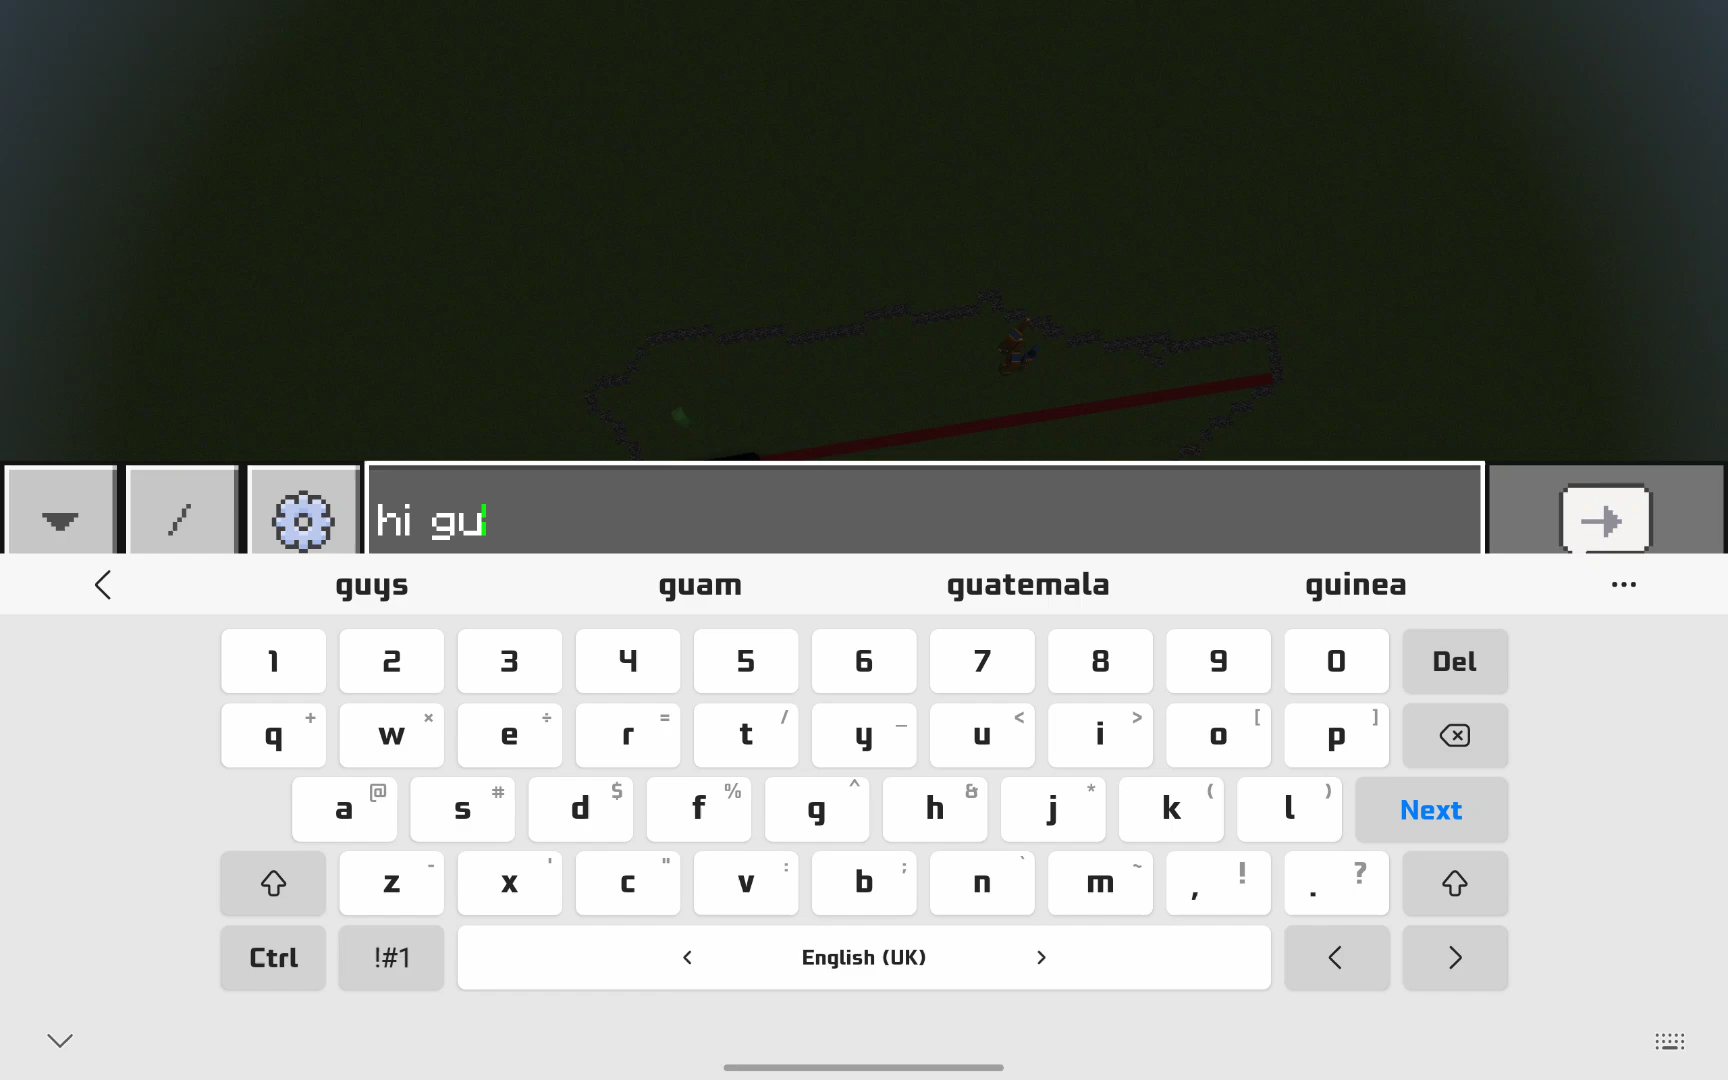 /
hi gu
guys guam guatemala guinea ...
1 2 3 4 5 6 7 8 9 0 Del
q + w × e ÷ r = t / y _ u < i > o [ p ]
a @ s # d $ f % g ^ h & j * k ( l ) Next
z - x ' c " v : b ; n ` m ~ , ! . ?
Ctrl !#1 < English (UK) > < >